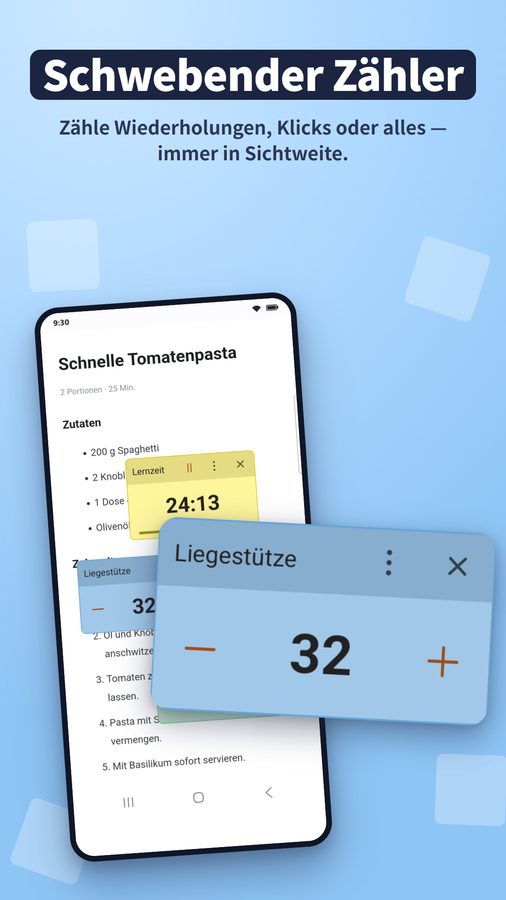 Schwebender Zähler
Zähle Wiederholungen, Klicks oder alles —
immer in Sichtweite.
9:30
Schnelle Tomatenpasta
2 Portionen · 25 Min.
Zutaten
• 200 g Spaghetti
• 2 Knobl
• 1 Dose
• Olivenöl
Lernzeit
24:13
Liegestütze
32
Liegestütze
32
2. Öl und Knob
anschwitze
3. Tomaten z
lassen.
4. Pasta mit S
vermengen.
5. Mit Basilikum sofort servieren.